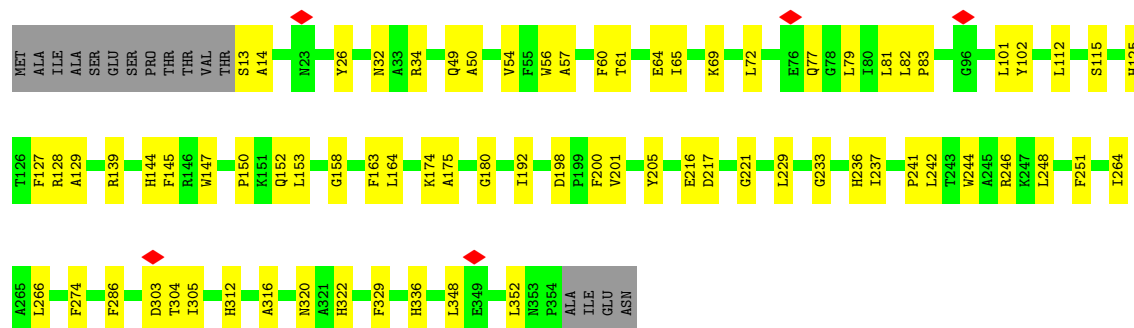 MET ALA ILE ALA SER GLU SER PRO THR THR VAL THR S13 A14 N23 Y26 N32 A33 R34 Q49 A50 V54 F55 W56 A57 F60 T61 E64 I65 K69 L72 E76 Q77 G78 L79 I80 L81 L82 P83 G96 L101 Y102 L112 S115 H125
T126 F127 R128 A129 R139 H144 F145 R146 W147 P150 K151 Q152 L153 G158 F163 L164 K174 A175 G180 I192 D198 P199 F200 V201 Y205 E216 D217 G221 L229 G233 H236 I237 P241 L242 T243 W244 A245 R246 K247 L248 F251 I264
A265 L266 F274 F286 D303 T304 I305 H312 A316 N320 A321 H322 F329 H336 L348 E349 L352 N353 P354 ALA ILE GLU ASN